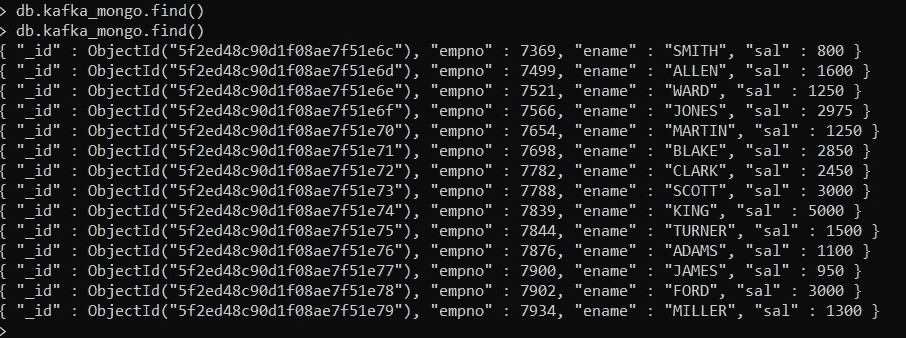 > db.kafka_mongo.find()
> db.kafka_mongo.find()
{ "_id" : ObjectId("5f2ed48c90d1f08ae7f51e6c"), "empno" : 7369, "ename" : "SMITH", "sal" : 800 }
{ "_id" : ObjectId("5f2ed48c90d1f08ae7f51e6d"), "empno" : 7499, "ename" : "ALLEN", "sal" : 1600 }
{ "_id" : ObjectId("5f2ed48c90d1f08ae7f51e6e"), "empno" : 7521, "ename" : "WARD", "sal" : 1250 }
{ "_id" : ObjectId("5f2ed48c90d1f08ae7f51e6f"), "empno" : 7566, "ename" : "JONES", "sal" : 2975 }
{ "_id" : ObjectId("5f2ed48c90d1f08ae7f51e70"), "empno" : 7654, "ename" : "MARTIN", "sal" : 1250 }
{ "_id" : ObjectId("5f2ed48c90d1f08ae7f51e71"), "empno" : 7698, "ename" : "BLAKE", "sal" : 2850 }
{ "_id" : ObjectId("5f2ed48c90d1f08ae7f51e72"), "empno" : 7782, "ename" : "CLARK", "sal" : 2450 }
{ "_id" : ObjectId("5f2ed48c90d1f08ae7f51e73"), "empno" : 7788, "ename" : "SCOTT", "sal" : 3000 }
{ "_id" : ObjectId("5f2ed48c90d1f08ae7f51e74"), "empno" : 7839, "ename" : "KING", "sal" : 5000 }
{ "_id" : ObjectId("5f2ed48c90d1f08ae7f51e75"), "empno" : 7844, "ename" : "TURNER", "sal" : 1500 }
{ "_id" : ObjectId("5f2ed48c90d1f08ae7f51e76"), "empno" : 7876, "ename" : "ADAMS", "sal" : 1100 }
{ "_id" : ObjectId("5f2ed48c90d1f08ae7f51e77"), "empno" : 7900, "ename" : "JAMES", "sal" : 950 }
{ "_id" : ObjectId("5f2ed48c90d1f08ae7f51e78"), "empno" : 7902, "ename" : "FORD", "sal" : 3000 }
{ "_id" : ObjectId("5f2ed48c90d1f08ae7f51e79"), "empno" : 7934, "ename" : "MILLER", "sal" : 1300 }
>